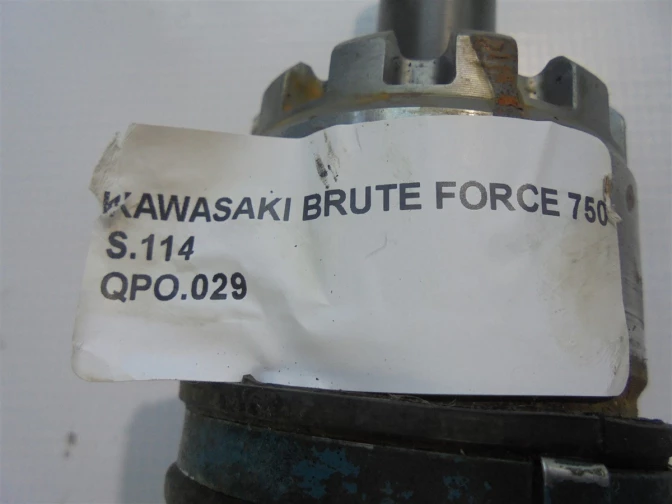 KAWASAKI BRUTE FORCE 750
S.114
QPO.029